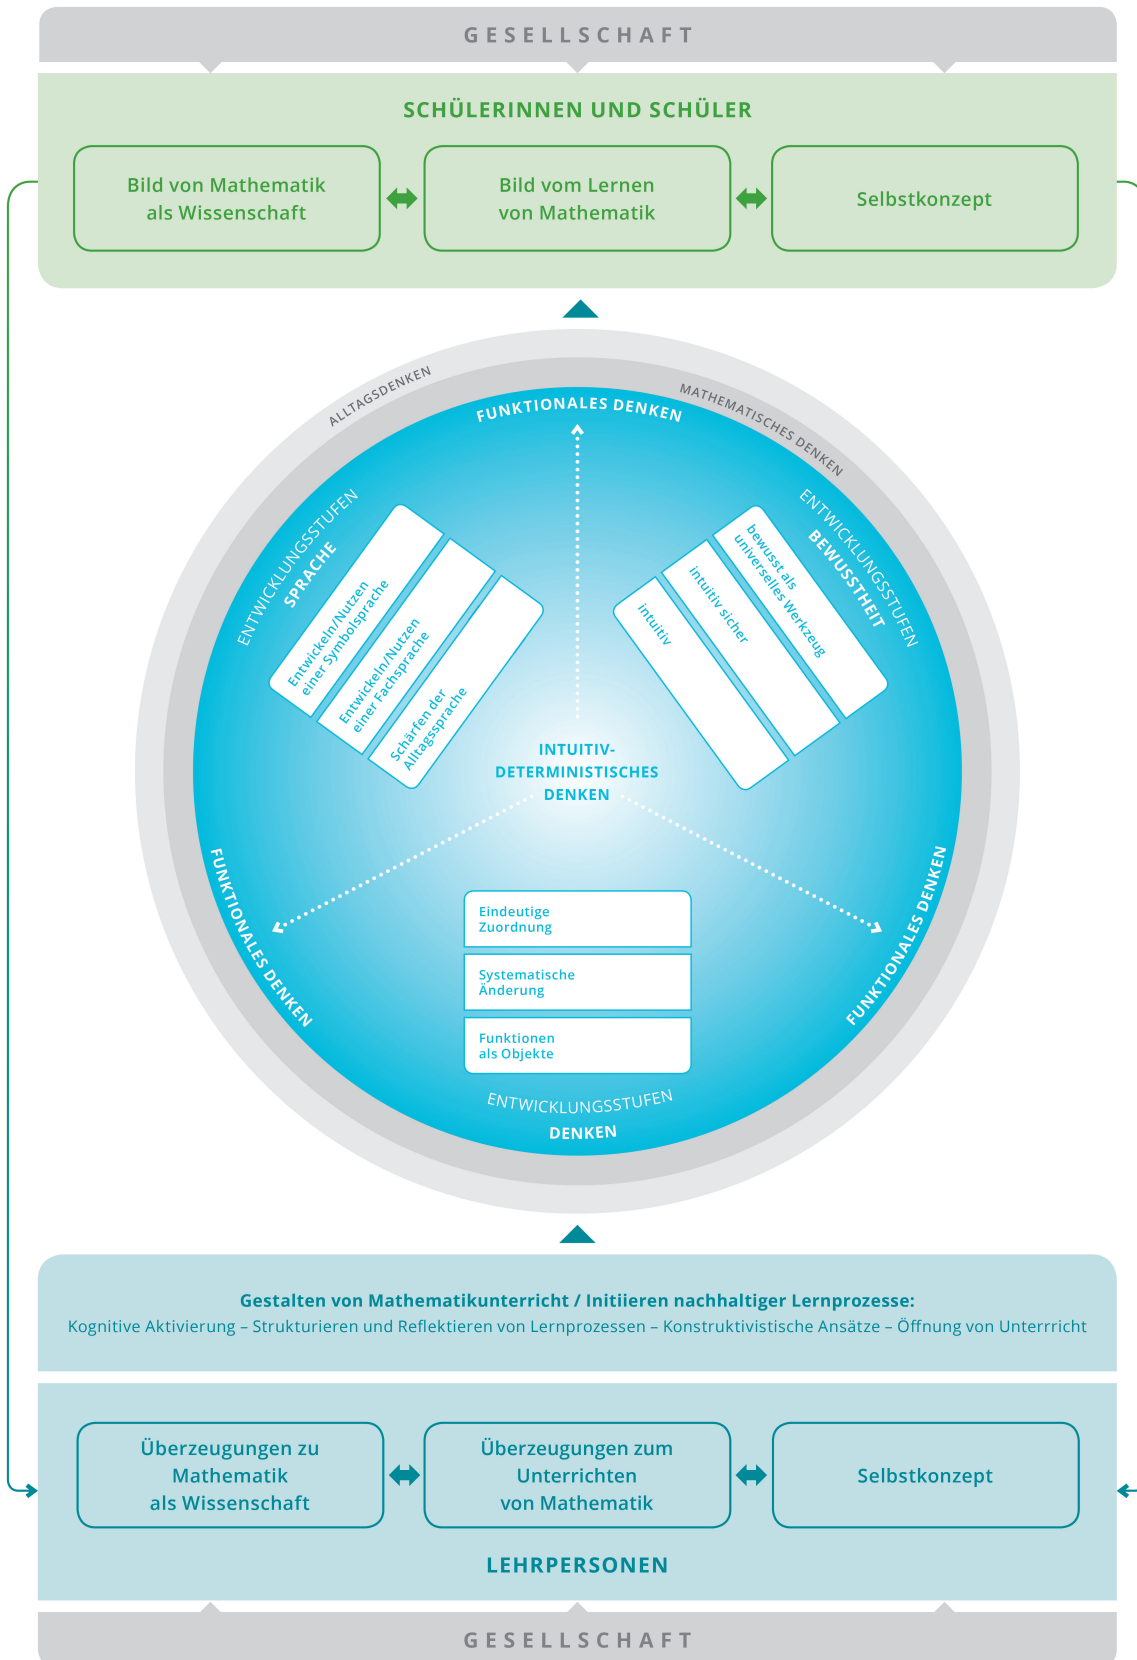 GESELLSCHAFT
SCHÜLERINNEN UND SCHÜLER
Bild von Mathematik
als Wissenschaft
Bild vom Lernen
von Mathematik
Selbstkonzept
ALLTAGSDENKEN
MATHEMATISCHES DENKEN
FUNKTIONALES DENKEN
ENTWICKLUNGSSTUFEN
SPRACHE
Entwickeln/Nutzen
einer Symbolsprache
Entwickeln/Nutzen
einer Fachsprache
Schärfen der
Alltagssprache
ENTWICKLUNGSSTUFEN
BEWUSSTHEIT
bewusst als
universelles Werkzeug
intuitiv sicher
intuitiv
INTUITIV-
DETERMINISTISCHES
DENKEN
FUNKTIONALES DENKEN
FUNKTIONALES DENKEN
Eindeutige
Zuordnung
Systematische
Änderung
Funktionen
als Objekte
ENTWICKLUNGSSTUFEN
DENKEN
Gestalten von Mathematikunterricht / Initiieren nachhaltiger Lernprozesse:
Kognitive Aktivierung – Strukturieren und Reflektieren von Lernprozessen – Konstruktivistische Ansätze – Öffnung von Unterrricht
Überzeugungen zu
Mathematik
als Wissenschaft
Überzeugungen zum
Unterrichten
von Mathematik
Selbstkonzept
LEHRPERSONEN
GESELLSCHAFT